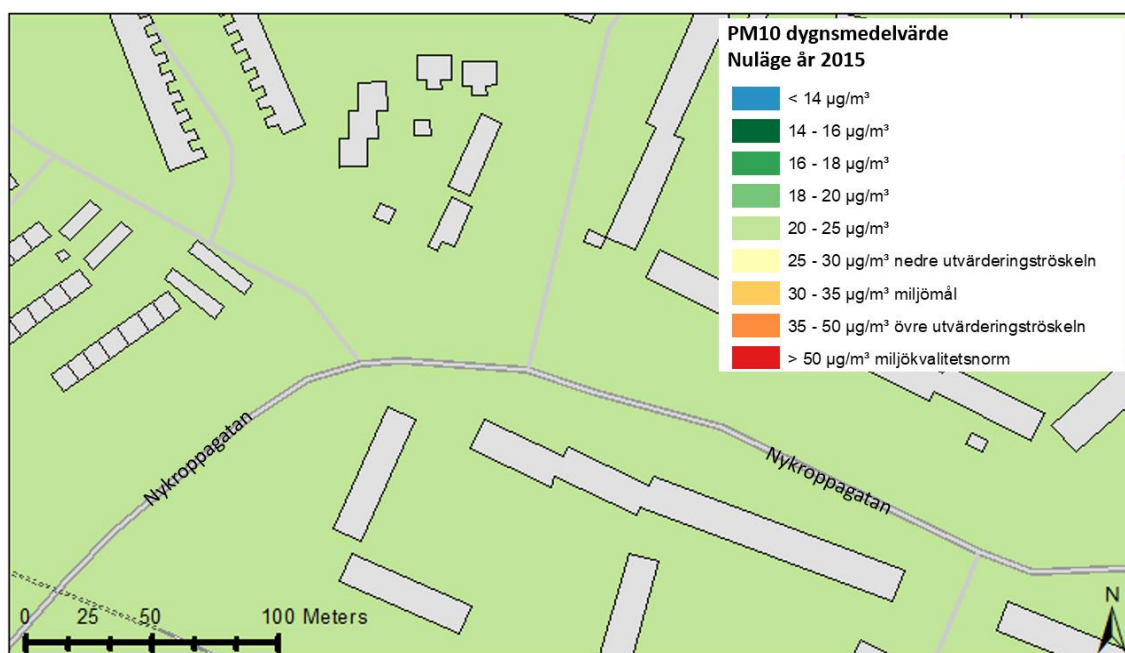 PM10 dygnsmedelvärde
Nuläge år 2015
< 14 µg/m³
14 - 16 µg/m³
16 - 18 µg/m³
18 - 20 µg/m³
20 - 25 µg/m³
25 - 30 µg/m³ nedre utvärderingströskeln
30 - 35 µg/m³ miljömål
35 - 50 µg/m³ övre utvärderingströskeln
> 50 µg/m³ miljökvalitetsnorm
Nykroppagatan
Nykroppagatan
0 25 50 100 Meters
N